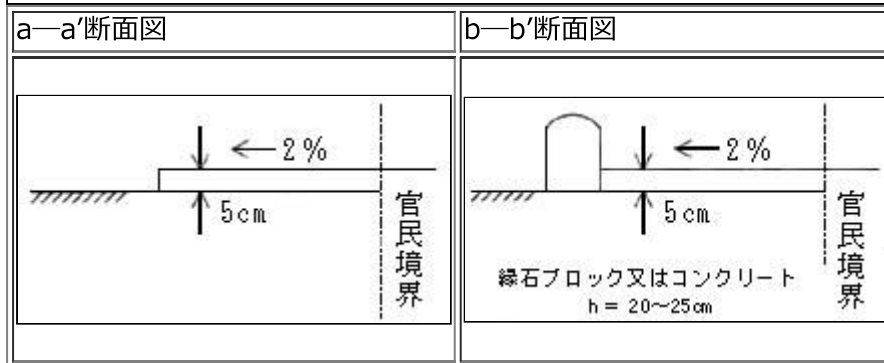 a―a′断面図
b―b′断面図
←2%
5cm
官民境界
←2%
5cm
官民境界
縁石ブロック又はコンクリート
h=20~25cm